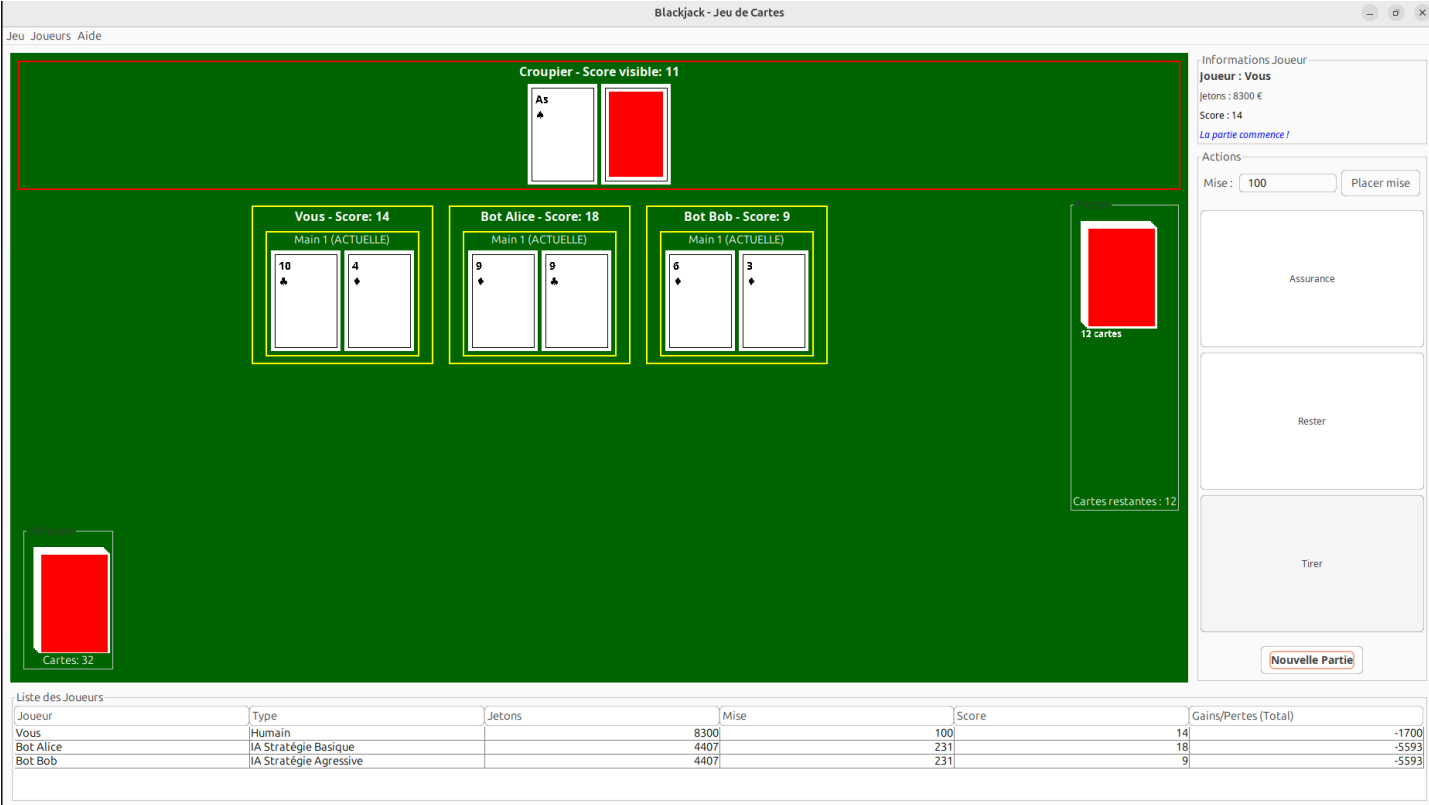 Blackjack - Jeu de Cartes
Jeu Joueurs Aide
Croupier - Score visible: 11
As
♠
Vous - Score: 14
Main 1 (ACTUELLE)
10
♣
4
♦
Bot Alice - Score: 18
Main 1 (ACTUELLE)
9
♦
9
♣
Bot Bob - Score: 9
Main 1 (ACTUELLE)
6
♦
3
♦
12 cartes
Cartes restantes : 12
Cartes: 32
Informations Joueur
Joueur : Vous
Jetons : 8300 €
Score : 14
La partie commence !
Actions
Mise : 100 Placer mise
Assurance
Rester
Tirer
Nouvelle Partie
Liste des Joueurs
Joueur Type Jetons Mise Score Gains/Pertes (Total)
Vous Humain 8300 100 14 -1700
Bot Alice IA Stratégie Basique 4407 231 18 -5593
Bot Bob IA Stratégie Agressive 4407 231 9 -5593